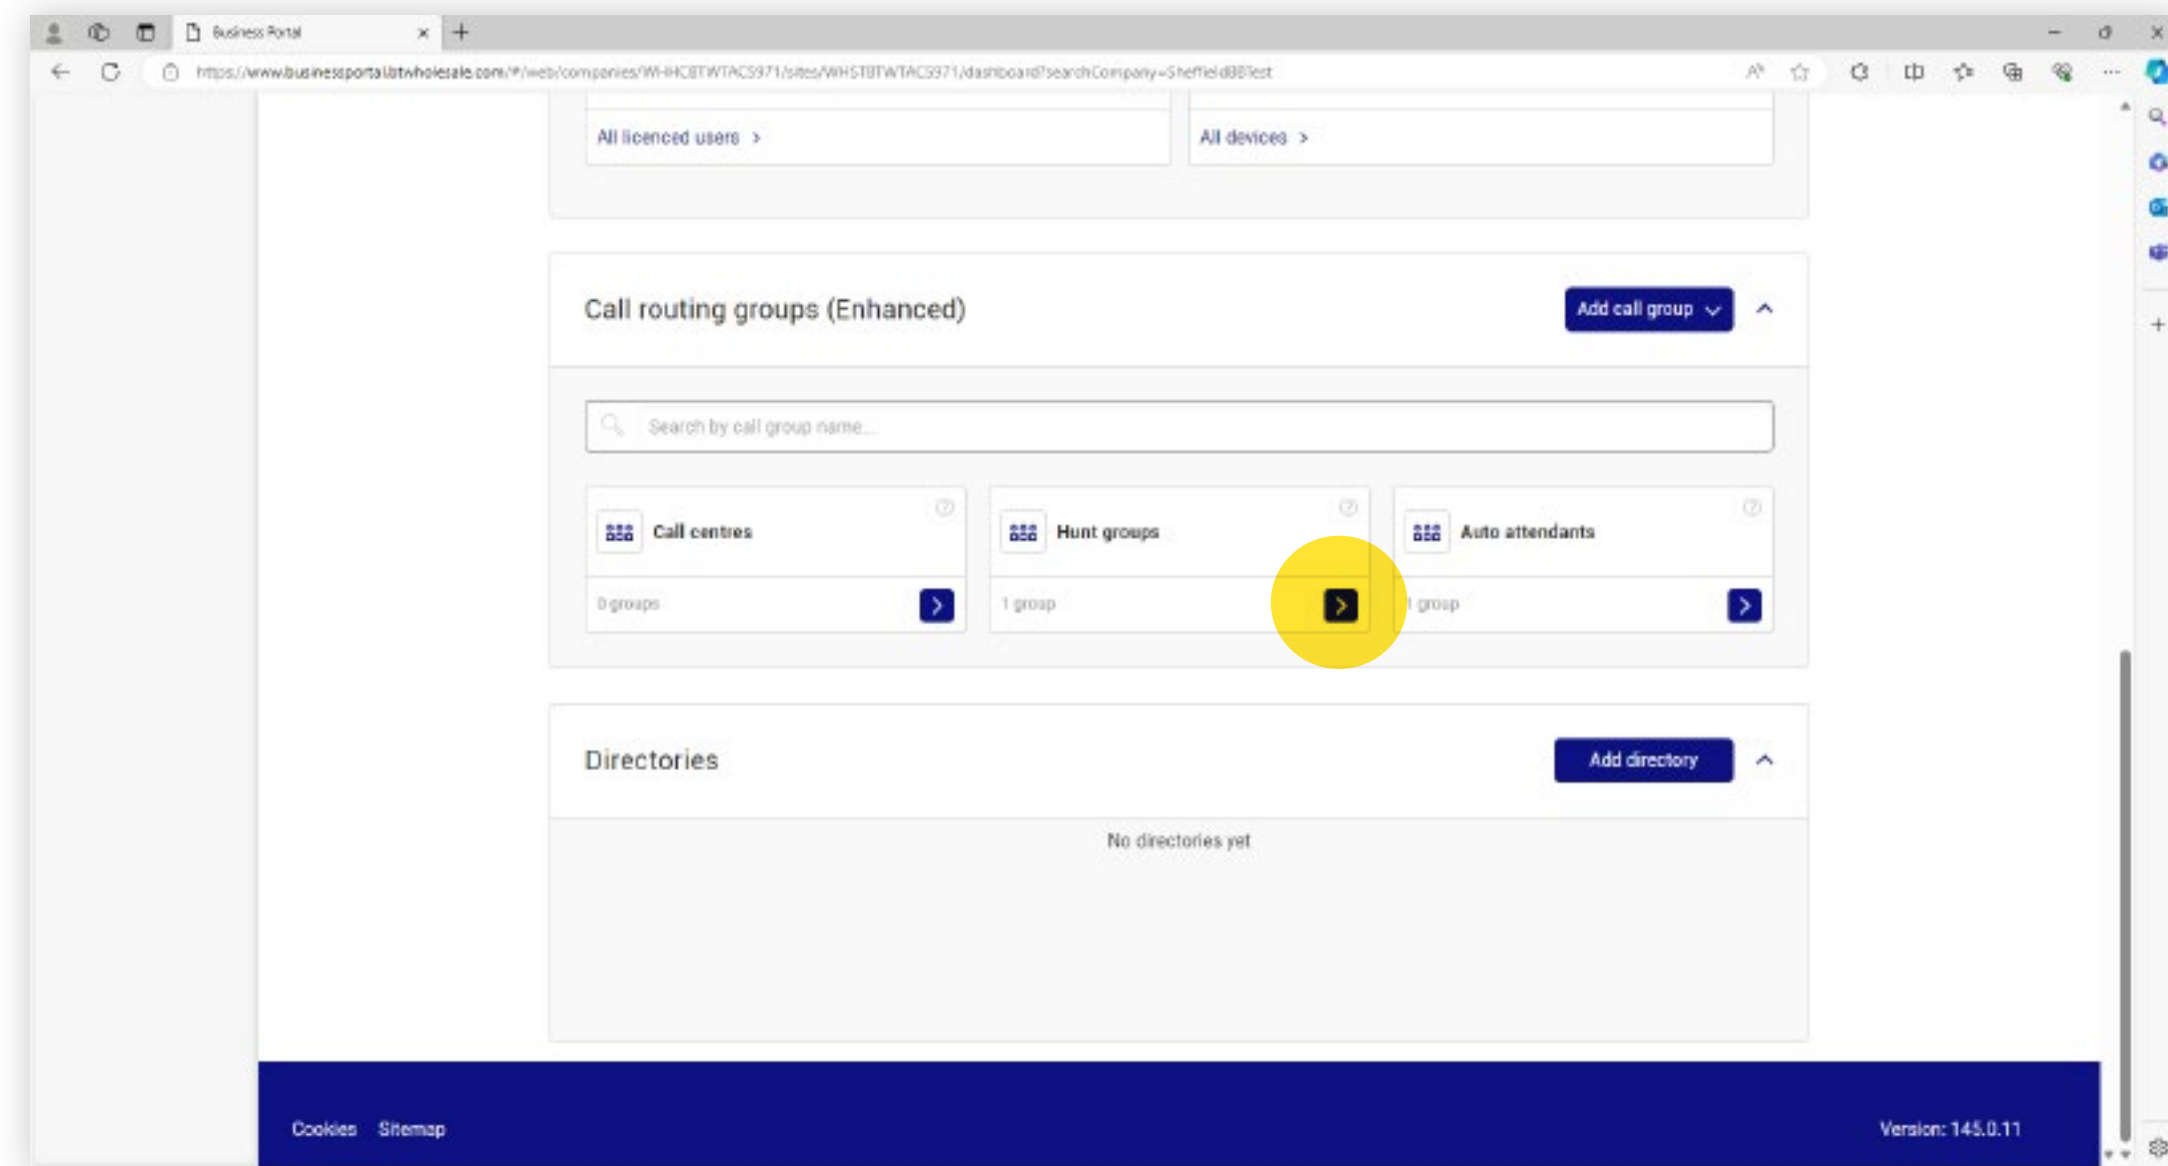 Business Portal
All licenced users >
All devices >
Call routing groups (Enhanced)
Add call group
Search by call group name...
Call centres
Hunt groups
Auto attendants
0 groups
1 group
1 group
Directories
Add directory
No directories yet
Cookies Sitemap
Version: 145.0.11